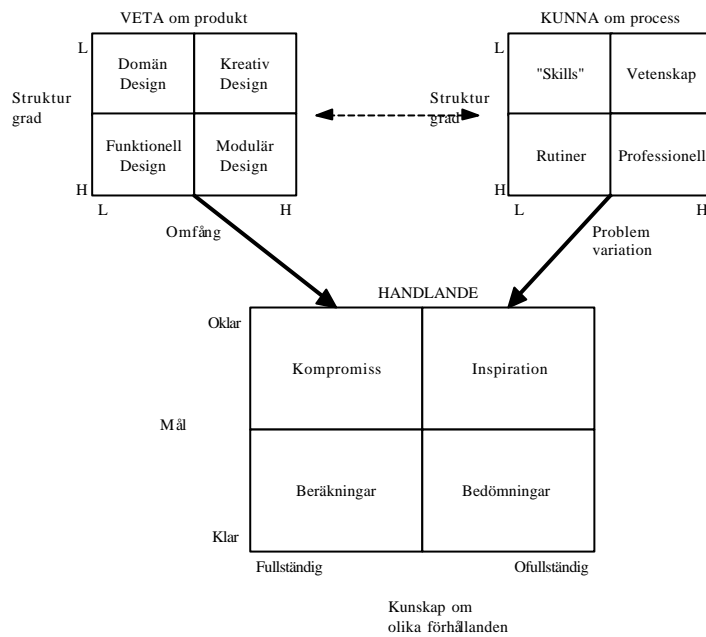 VETA om produkt
L
Struktur
grad
H
Domän
Design
Kreativ
Design
Funktionell
Design
Modulär
Design
L
H
Omfång
KUNNA om process
L
Struktur
grad
H
"Skills"
Vetenskap
Rutiner
Professionell
L
H
Problem
variation
HANDLANDE
Oklar
Mål
Klar
Kompromiss
Inspiration
Beräkningar
Bedömningar
Fullständig
Ofullständig
Kunskap om
olika förhållanden